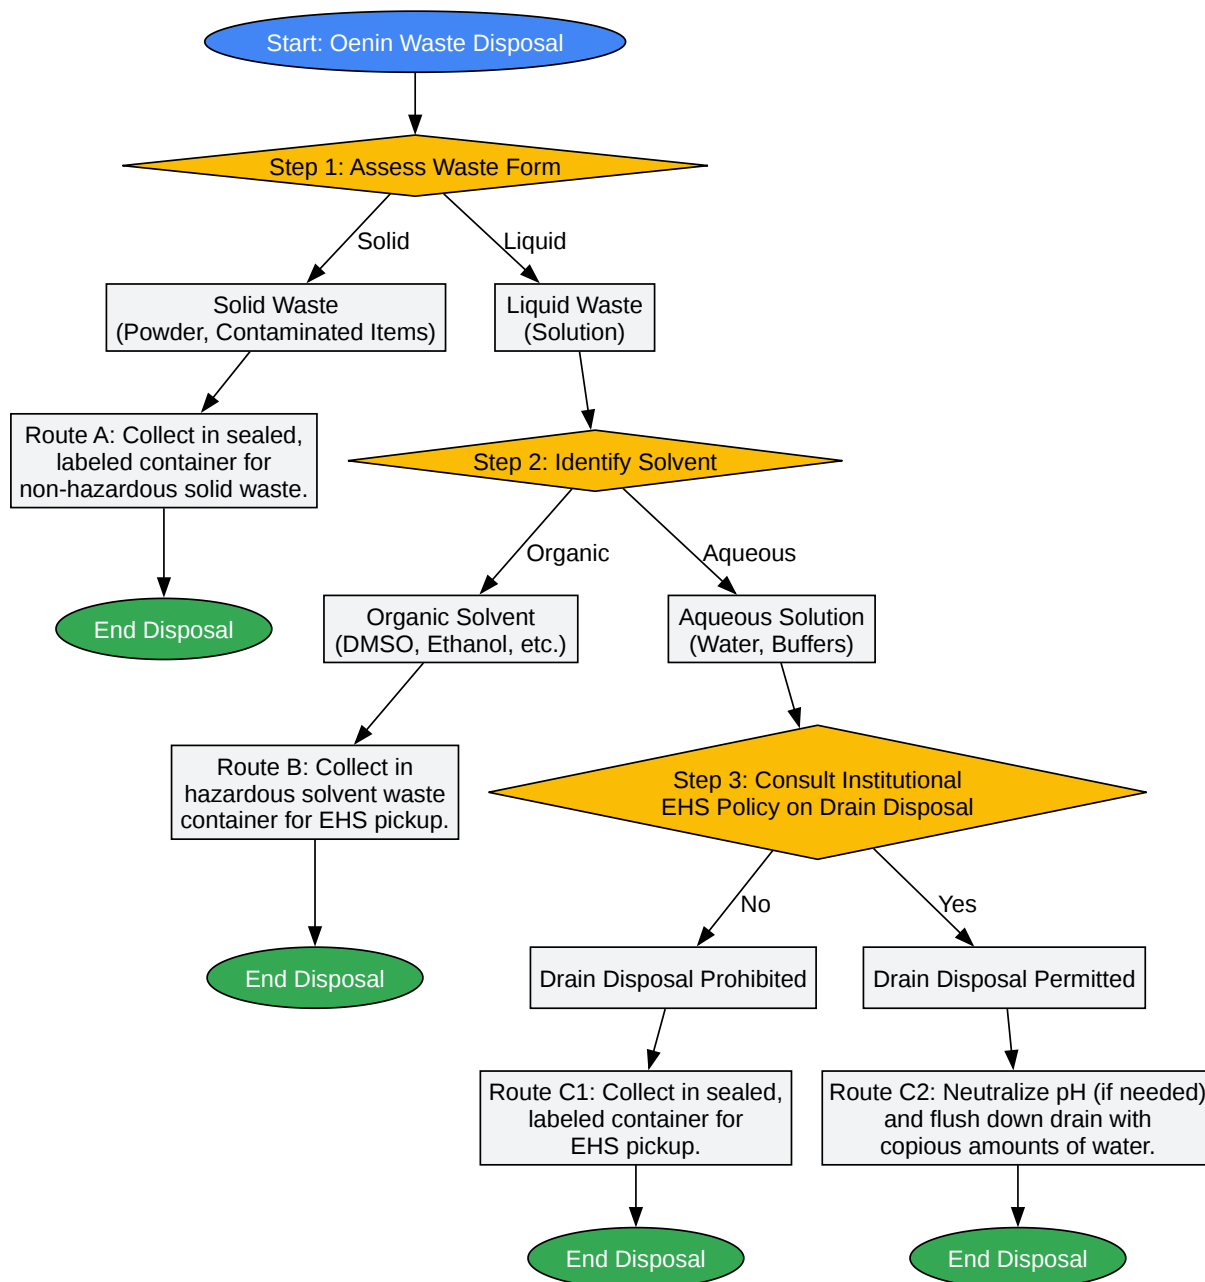 Start: Oenin Waste Disposal
Step 1: Assess Waste Form
Solid
Liquid
Solid Waste
(Powder, Contaminated Items)
Liquid Waste
(Solution)
Route A: Collect in sealed,
labeled container for
non-hazardous solid waste.
Step 2: Identify Solvent
Organic
Aqueous
End Disposal
Organic Solvent
(DMSO, Ethanol, etc.)
Aqueous Solution
(Water, Buffers)
Route B: Collect in
hazardous solvent waste
container for EHS pickup.
Step 3: Consult Institutional
EHS Policy on Drain Disposal
No
Yes
End Disposal
Drain Disposal Prohibited
Drain Disposal Permitted
Route C1: Collect in sealed,
labeled container for
EHS pickup.
Route C2: Neutralize pH (if needed)
and flush down drain with
copious amounts of water.
End Disposal
End Disposal